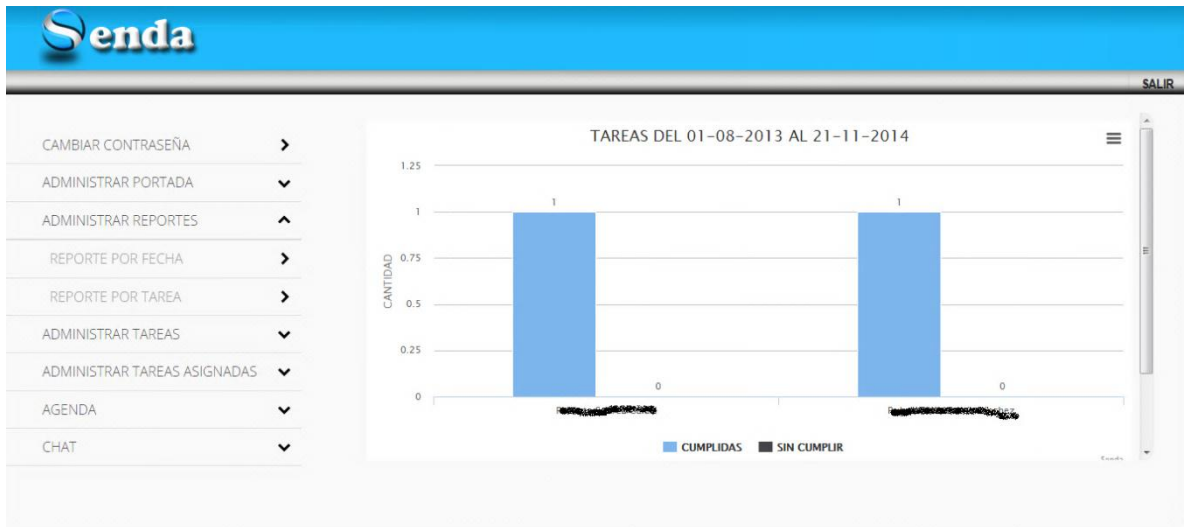 Senda
SALIR
CAMBIAR CONTRASEÑA
ADMINISTRAR PORTADA
ADMINISTRAR REPORTES
REPORTE POR FECHA
REPORTE POR TAREA
ADMINISTRAR TAREAS
ADMINISTRAR TAREAS ASIGNADAS
AGENDA
CHAT
TAREAS DEL 01-08-2013 AL 21-11-2014
CANTIDAD
1.25
1
0.75
0.5
0.25
0
1
0
1
0
CUMPLIDAS SIN CUMPLIR
Senda